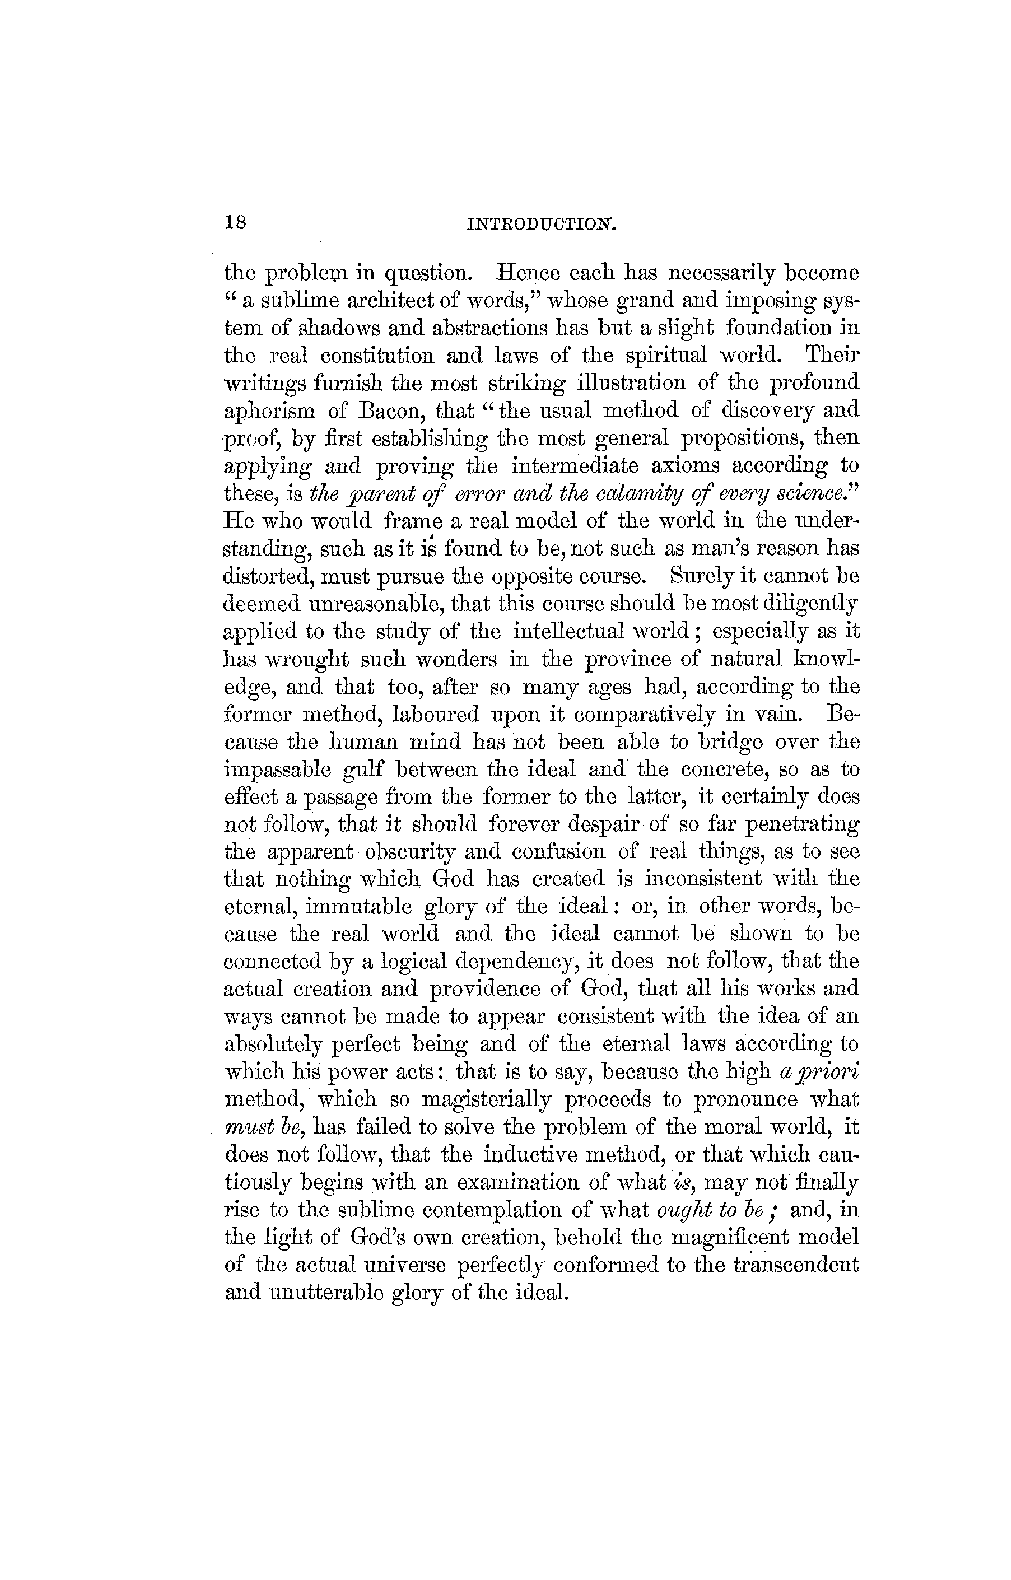 18 INTRODUCTION.
the problem in question. Hence each has necessarily become
“ a sublime architect of words,” whose grand and imposing sys-
tem of shadows and abstractions has but a slight foundation in
the real constitution and laws of the spiritual world. Their
writings furnish the most striking illustration of the profound
aphorism of Bacon, that “ the usual method of discovery and
proof, by first establishing the most general propositions, then
applying and proving the intermediate axioms according to
these, is the parent of error and the calamity of every science.”
He who would frame a real model of the world in the under-
standing, such as it is found to be, not such as man’s reason has
distorted, must pursue the opposite course. Surely it cannot be
deemed unreasonable, that this course should be most diligently
applied to the study of the intellectual world ; especially as it
has wrought such wonders in the province of natural knowl-
edge, and that too, after so many ages had, according to the
former method, laboured upon it comparatively in vain. Be-
cause the human mind has not been able to bridge over the
impassable gulf between the ideal and the concrete, so as to
effect a passage from the former to the latter, it certainly does
not follow, that it should forever despair of so far penetrating
the apparent obscurity and confusion of real things, as to see
that nothing which God has created is inconsistent with the
eternal, immutable glory of the ideal : or, in other words, be-
cause the real world and the ideal cannot be shown to be
connected by a logical dependency, it does not follow, that the
actual creation and providence of God, that all his works and
ways cannot be made to appear consistent with the idea of an
absolutely perfect being and of the eternal laws according to
which his power acts : that is to say, because the high a priori
method, which so magisterially proceeds to pronounce what
must be, has failed to solve the problem of the moral world, it
does not follow, that the inductive method, or that which cau-
tiously begins with an examination of what is, may not finally
rise to the sublime contemplation of what ought to be ; and, in
the light of God’s own creation, behold the magnificent model
of the actual universe perfectly conformed to the transcendent
and unutterable glory of the ideal.